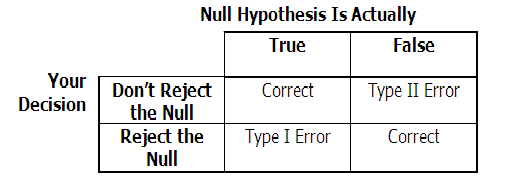 Null Hypothesis Is Actually
True False
Your
Decision
Don't Reject
the Null
Correct Type II Error
Reject the
Null
Type I Error Correct